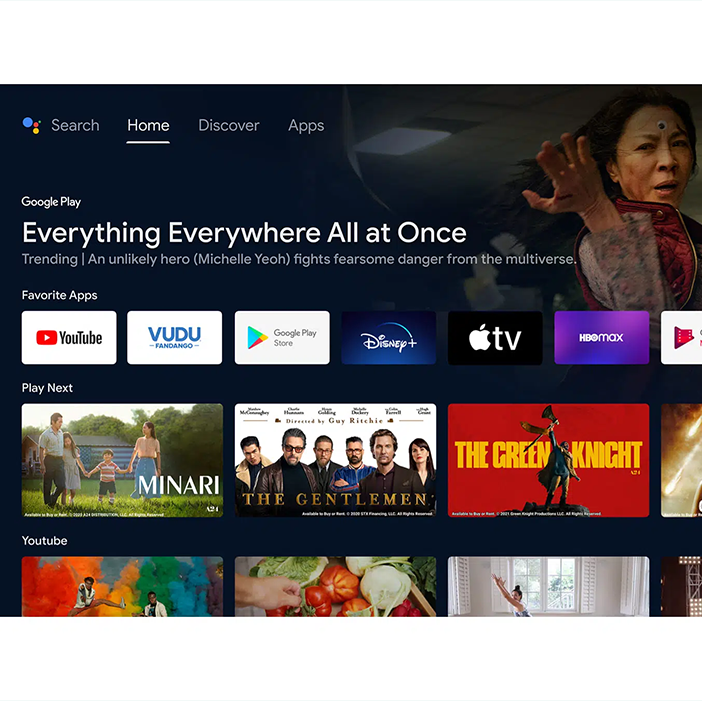 Search Home Discover Apps
Google Play
Everything Everywhere All at Once
Trending | An unlikely hero (Michelle Yeoh) fights fearsome danger from the multiverse.
Favorite Apps
YouTube
VUDU
FANDANGO
Google Play
Store
Disney+
tv
HBOmax
Play Next
MINARI
A24
Available to Buy or Rent. © 2020 A24 DISTRIBUTION, LLC. All Rights Reserved.
Matthew McConaughey
Charlie Hunnam
Henry Golding
Michelle Dockery
Colin Farrell
Hugh Grant
Directed by Guy Ritchie
THE GENTLEMEN
Available to Buy or Rent. © 2020 STX Financing, LLC. All Rights Reserved.
THE GREEN KNIGHT
A24
Available to Buy or Rent. © 2021 Green Knight Productions LLC. All Rights Reserved
Youtube